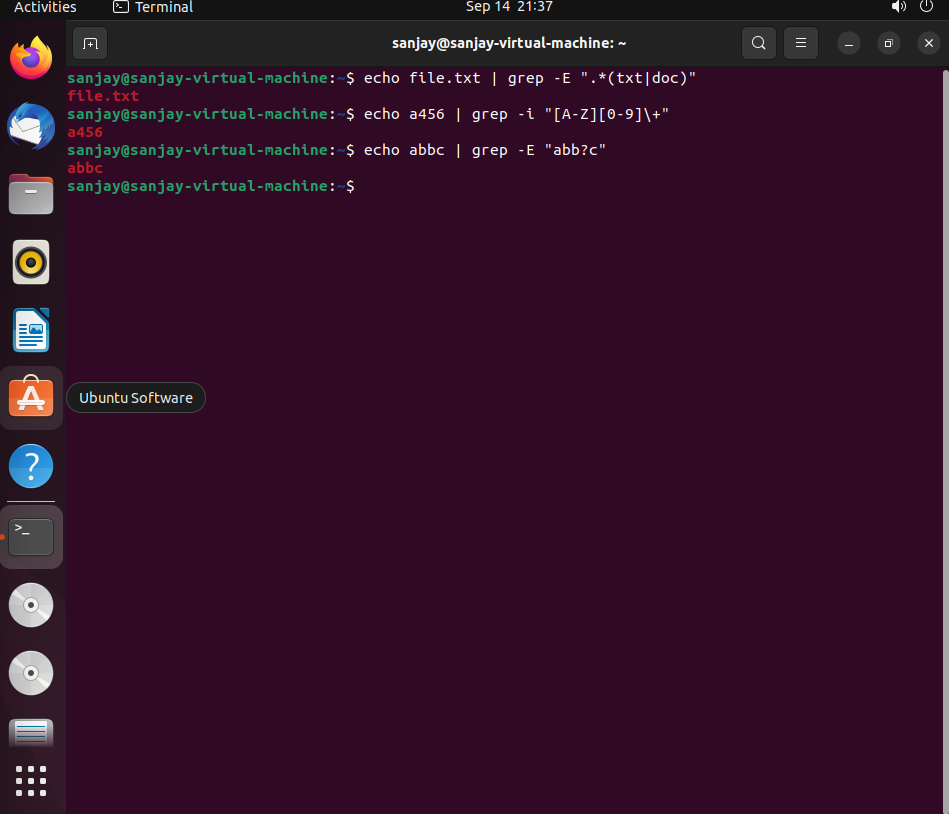 Activities
Terminal
Sep 14 21:37
sanjay@sanjay-virtual-machine: ~
sanjay@sanjay-virtual-machine:~$ echo file.txt | grep -E ".*(txt|doc)"
file.txt
sanjay@sanjay-virtual-machine:~$ echo a456 | grep -i "[A-Z][0-9]\+"
a456
sanjay@sanjay-virtual-machine:~$ echo abbc | grep -E "abb?c"
abbc
sanjay@sanjay-virtual-machine:~$
Ubuntu Software